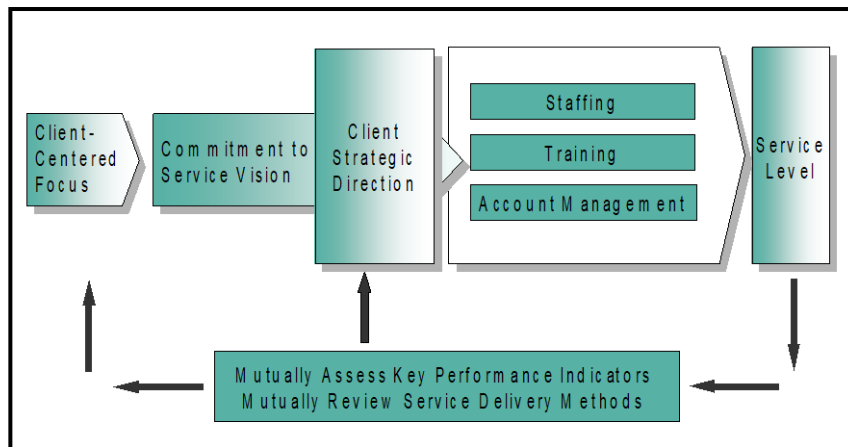 Client-
Centered
Focus
Commitment to
Service Vision
Client
Strategic
Direction
Staffing
Training
Account Management
Service
Level
Mutually Assess Key Performance Indicators
Mutually Review Service Delivery Methods